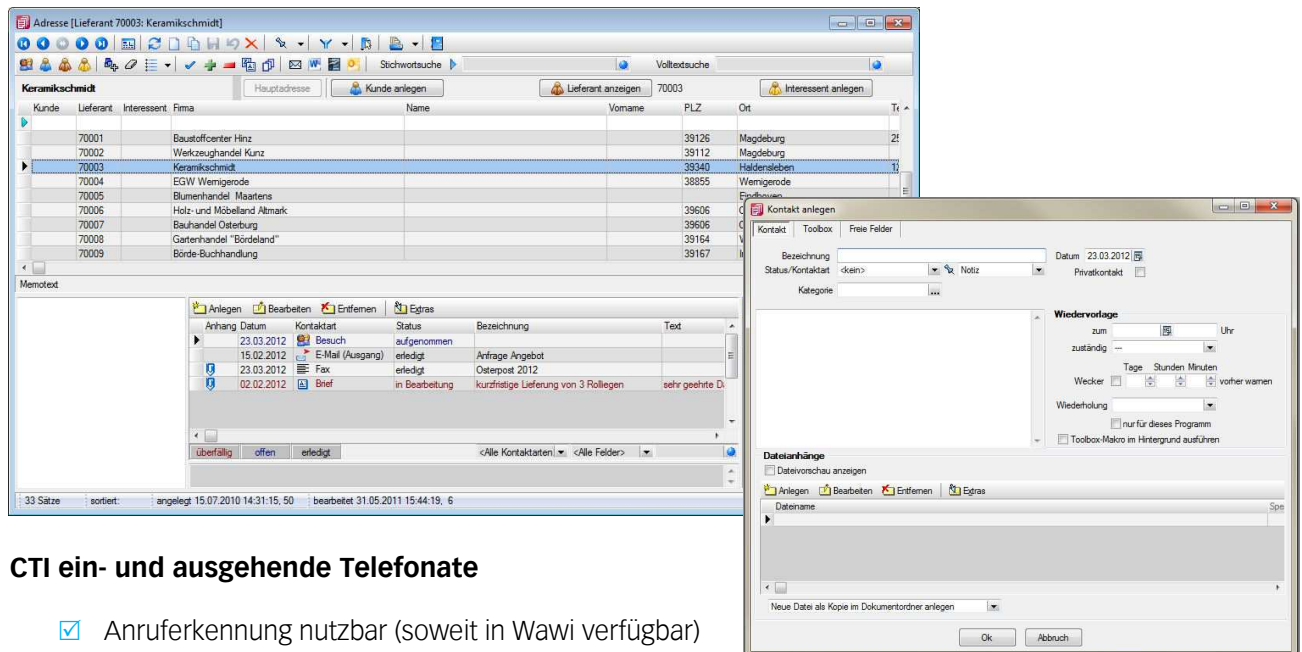 Adresse [Lieferant 70003: Keramikschmidt]
Stichwortsuche
Volltextsuche
Keramikschmidt
Hauptadresse
Kunde anlegen
Lieferant anzeigen
70003
Interessent anlegen
Kunde Lieferant Interessent Firma Name Vorname PLZ Ort
70001 Baustoffcenter Hinz 39126 Magdeburg
70002 Werkzeughandel Kunz 39112 Magdeburg
70003 Keramikschmidt 39340 Haldensleben
70004 EGW Wernigerode 38855 Wernigerode
70005 Blumenhandel Maartens Eindhoven
70006 Holz- und Möbelland Altmark 39606
70007 Bauhandel Osterburg 39606
70008 Gartenhandel "Bördeland" 39164
70009 Börde-Buchhandlung 39167
Memotext
Anlegen Bearbeiten Entfernen Extras
Anhang Datum Kontaktart Status Bezeichnung Text
23.03.2012 Besuch aufgenommen
15.02.2012 E-Mail (Ausgang) erledigt Anfrage Angebot
23.03.2012 Fax erledigt Osterpost 2012
02.02.2012 Brief in Bearbeitung kurzfristige Lieferung von 3 Rolliegen sehr geehrte D
überfällig offen erledigt <Alle Kontaktarten> <Alle Felder>
33 Sätze sortiert: angelegt 15.07.2010 14:31:15, 50 bearbeitet 31.05.2011 15:44:19, 6
Kontakt anlegen
Kontakt Toolbox Freie Felder
Bezeichnung Datum 23.03.2012
Status/Kontaktart <kein> Notiz Privatkontakt
Kategorie ...
Wiedervorlage
zum Uhr
zuständig ---
Tage Stunden Minuten
Wecker vorher warnen
Wiederholung
nur für dieses Programm
Toolbox-Makro im Hintergrund ausführen
Dateianhänge
Dateivorschau anzeigen
Anlegen Bearbeiten Entfernen Extras
Dateiname Spe
Neue Datei als Kopie im Dokumentordner anlegen
Ok Abbruch
CTI ein- und ausgehende Telefonate
Anruferkennung nutzbar (soweit in Wawi verfügbar)